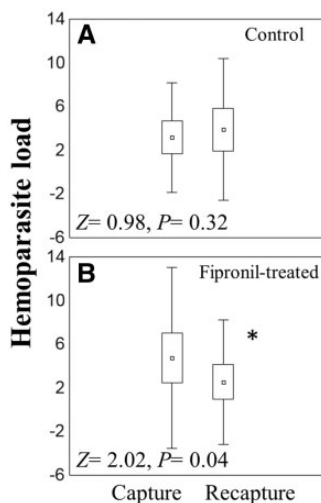 Hemoparasite load
A
Control
14
10
6
2
-2
-6
Z= 0.98, P= 0.32
B
Fipronil-treated
14
10
6
2
-2
-6
*
Z= 2.02, P= 0.04
Capture Recapture